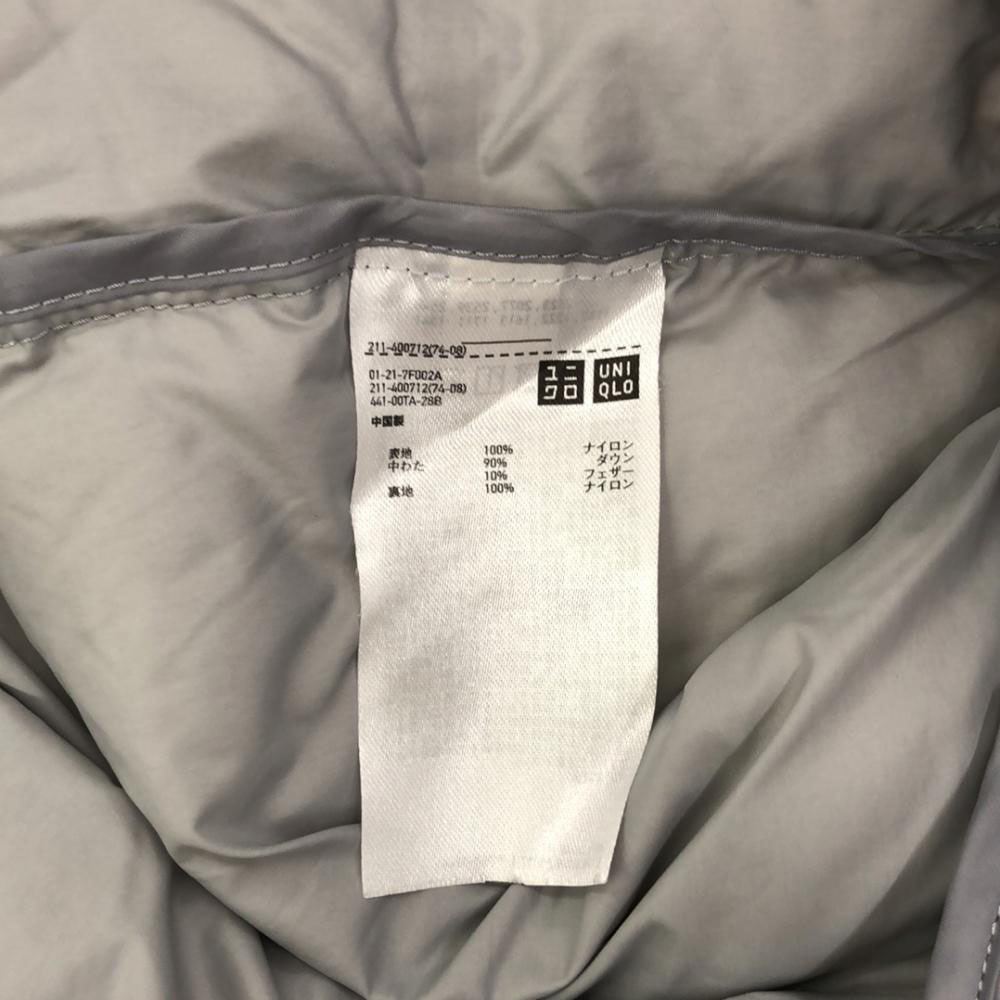 211-400712(74-08)
01-21-7F002A
211-400712(74-08)
441-00TA-28B
中国製
ユニ
クロ
UNI
QLO
表地 100% ナイロン
中わた 90% ダウン
10% フェザー
裏地 100% ナイロン